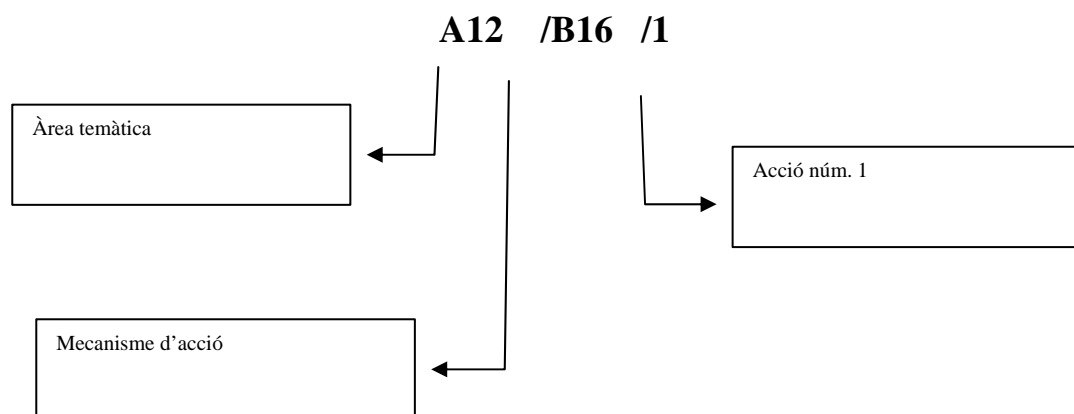 A12 /B16 /1
Àrea temàtica
Acció núm. 1
Mecanisme d’acció